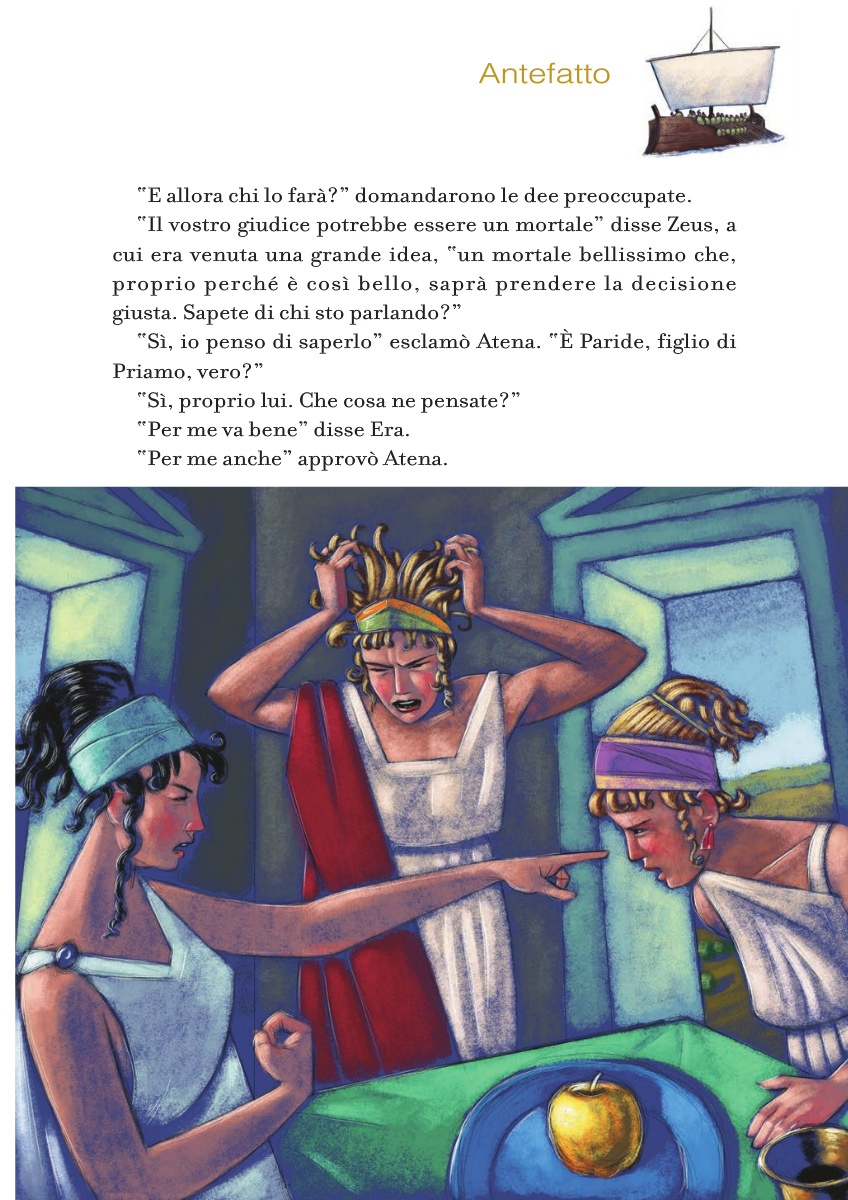 Antefatto
‟E allora chi lo farà?” domandarono le dee preoccupate.
‟Il vostro giudice potrebbe essere un mortale” disse Zeus, a
cui era venuta una grande idea, ‟un mortale bellissimo che,
proprio perché è così bello, saprà prendere la decisione
giusta. Sapete di chi sto parlando?”
‟Sì, io penso di saperlo” esclamò Atena. ‟È Paride, figlio di
Priamo, vero?”
‟Sì, proprio lui. Che cosa ne pensate?”
‟Per me va bene” disse Era.
‟Per me anche” approvò Atena.